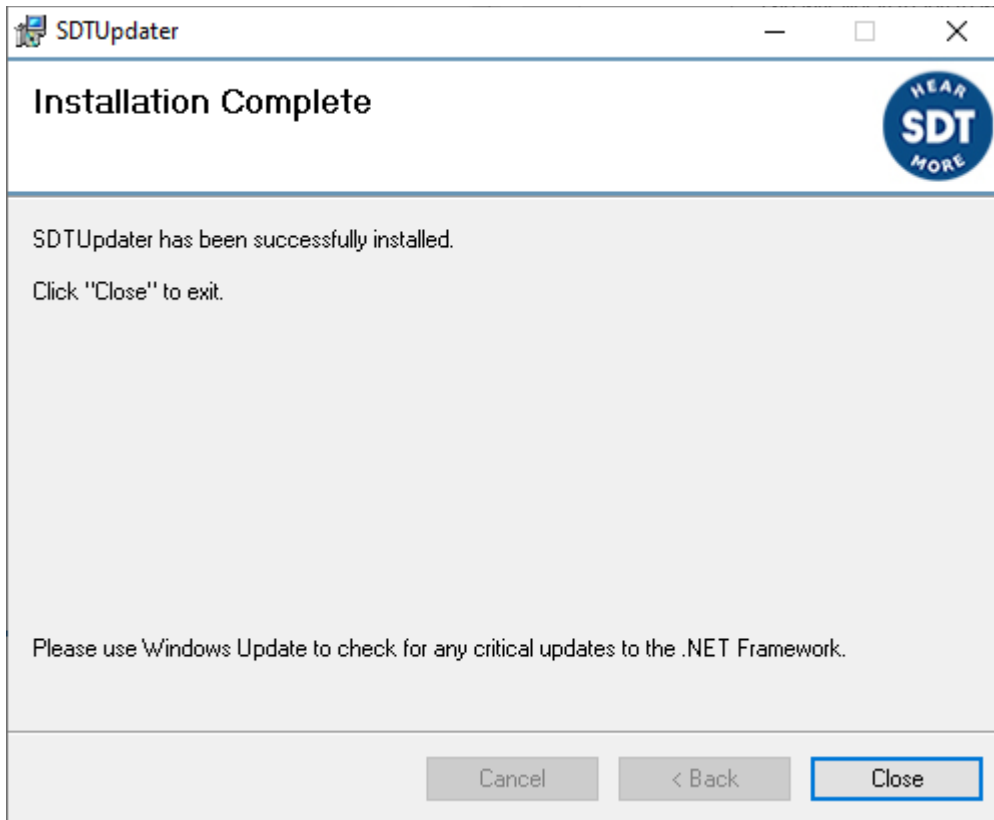 SDTUpdater
Installation Complete
HEAR
SDT
MORE
SDTUpdater has been successfully installed.
Click "Close" to exit.
Please use Windows Update to check for any critical updates to the .NET Framework.
Cancel
< Back
Close